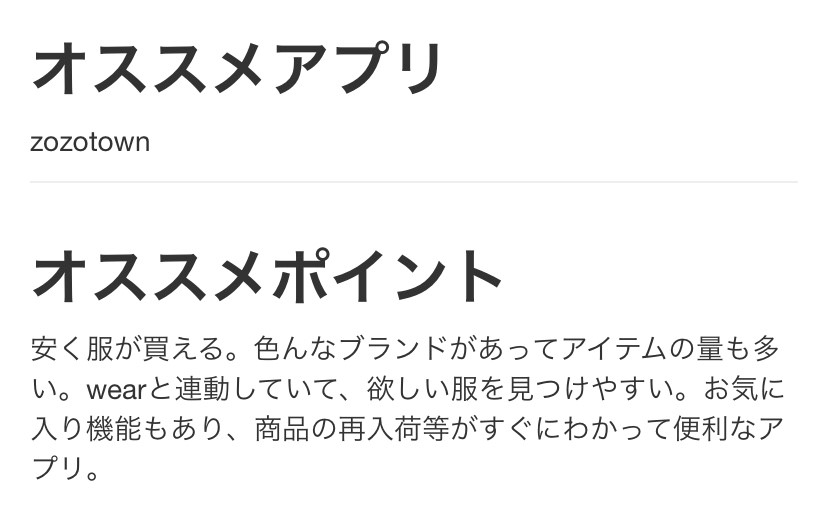 オススメアプリ
zozotown
オススメポイント
安く服が買える。色んなブランドがあってアイテムの量も多
い。wearと連動していて、欲しい服を見つけやすい。お気に
入り機能もあり、商品の再入荷等がすぐにわかって便利なア
プリ。